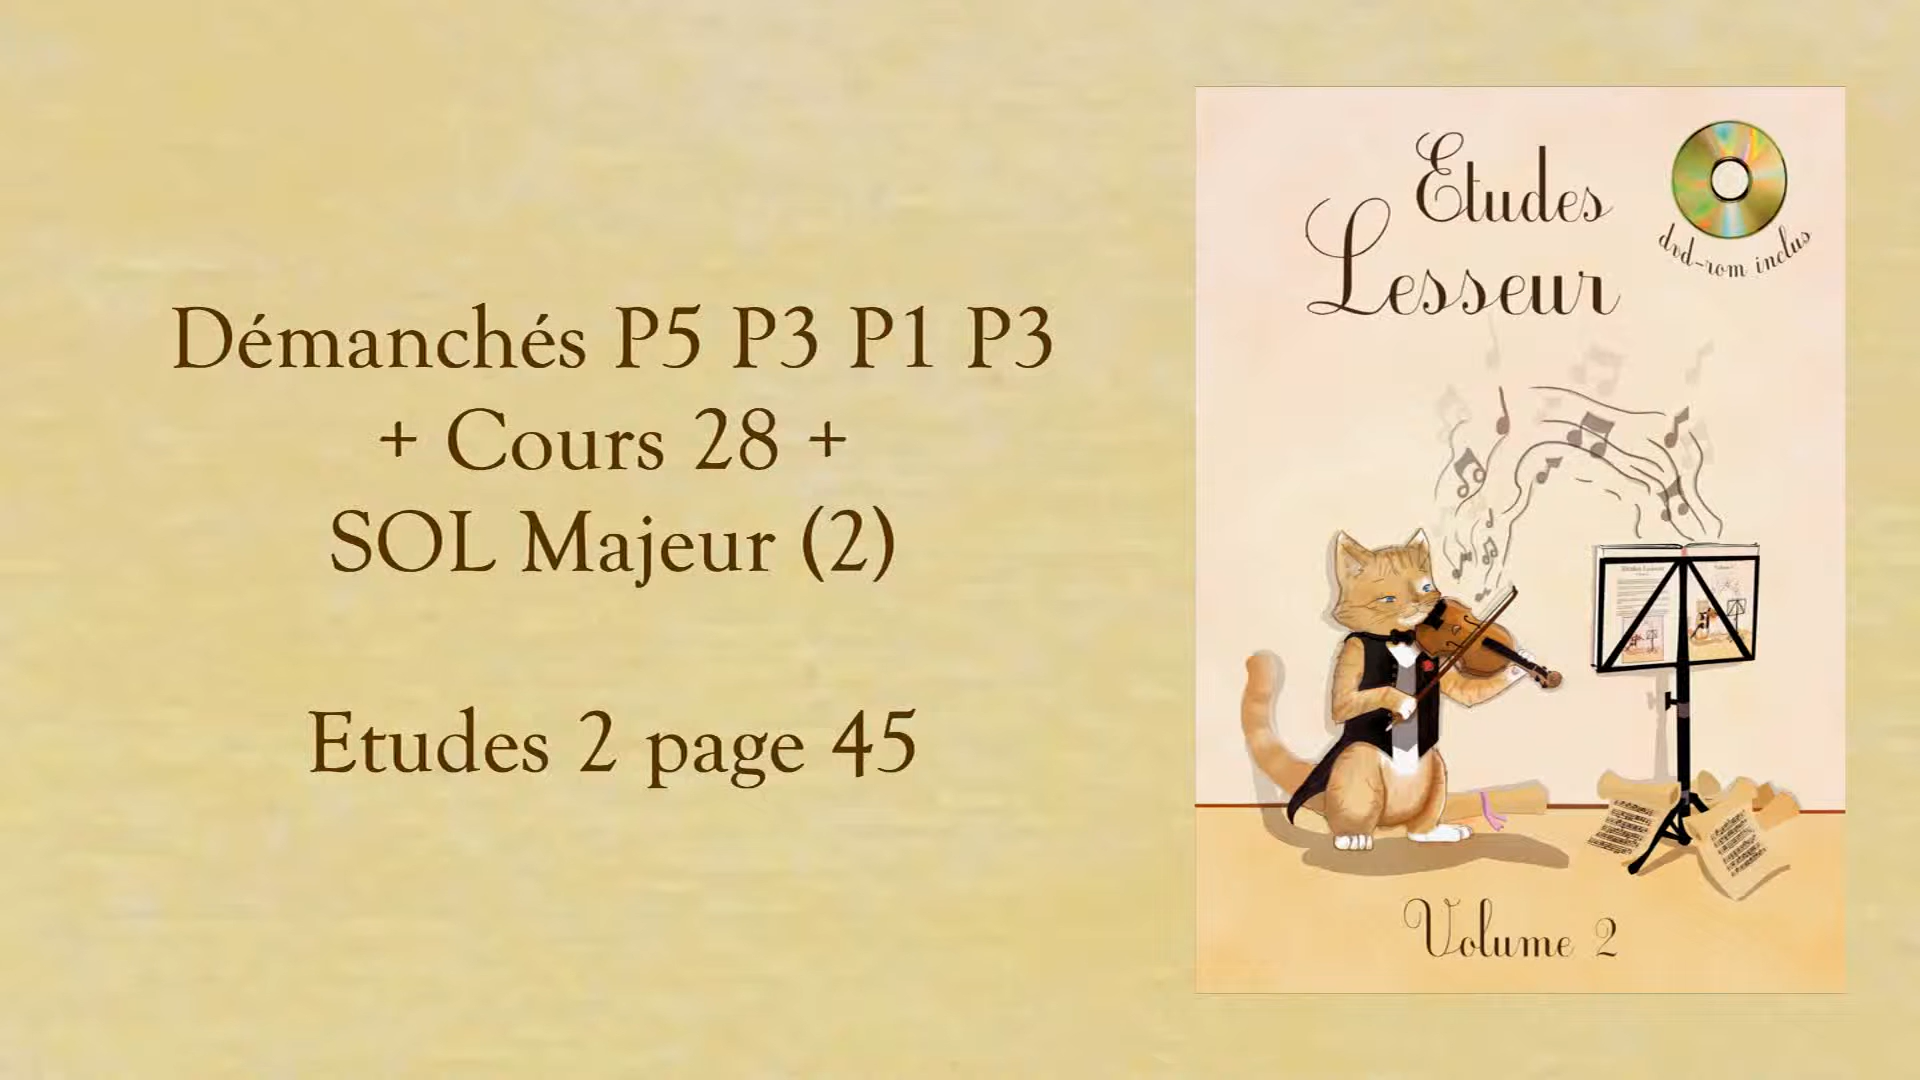 Démanchés P5 P3 P1 P3
+ Cours 28 +
SOL Majeur (2)
Etudes 2 page 45
Etudes
Lesseur
dvd-rom inclus
Volume 2